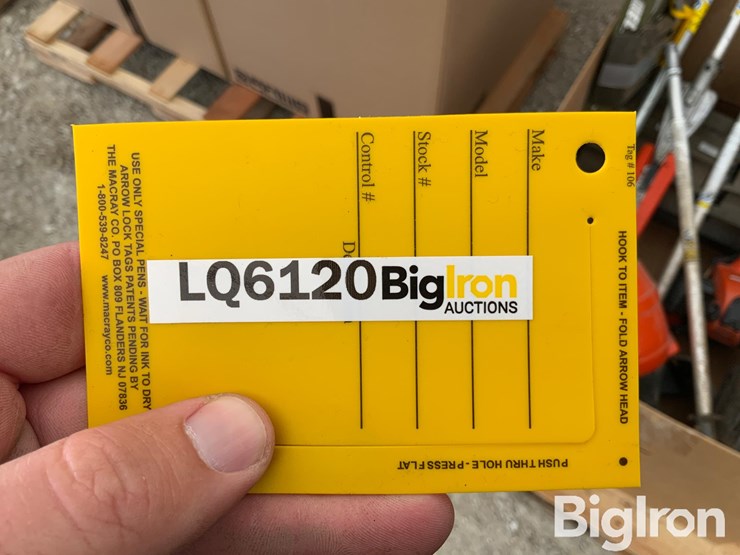 Tag # 106
HOOK TO ITEM - FOLD ARROW HEAD
Make
Model
Stock #
Control #
De
LQ6120 BigIron
AUCTIONS
PUSH THRU HOLE - PRESS FLAT
USE ONLY SPECIAL PENS - WAIT FOR INK TO DRY
ARROW LOCK TAGS PATENTS PENDING BY
THE MACRAY CO. PO BOX 809 FLANDERS NJ 07836
1-800-539-8247 www.macrayco.com
BigIron